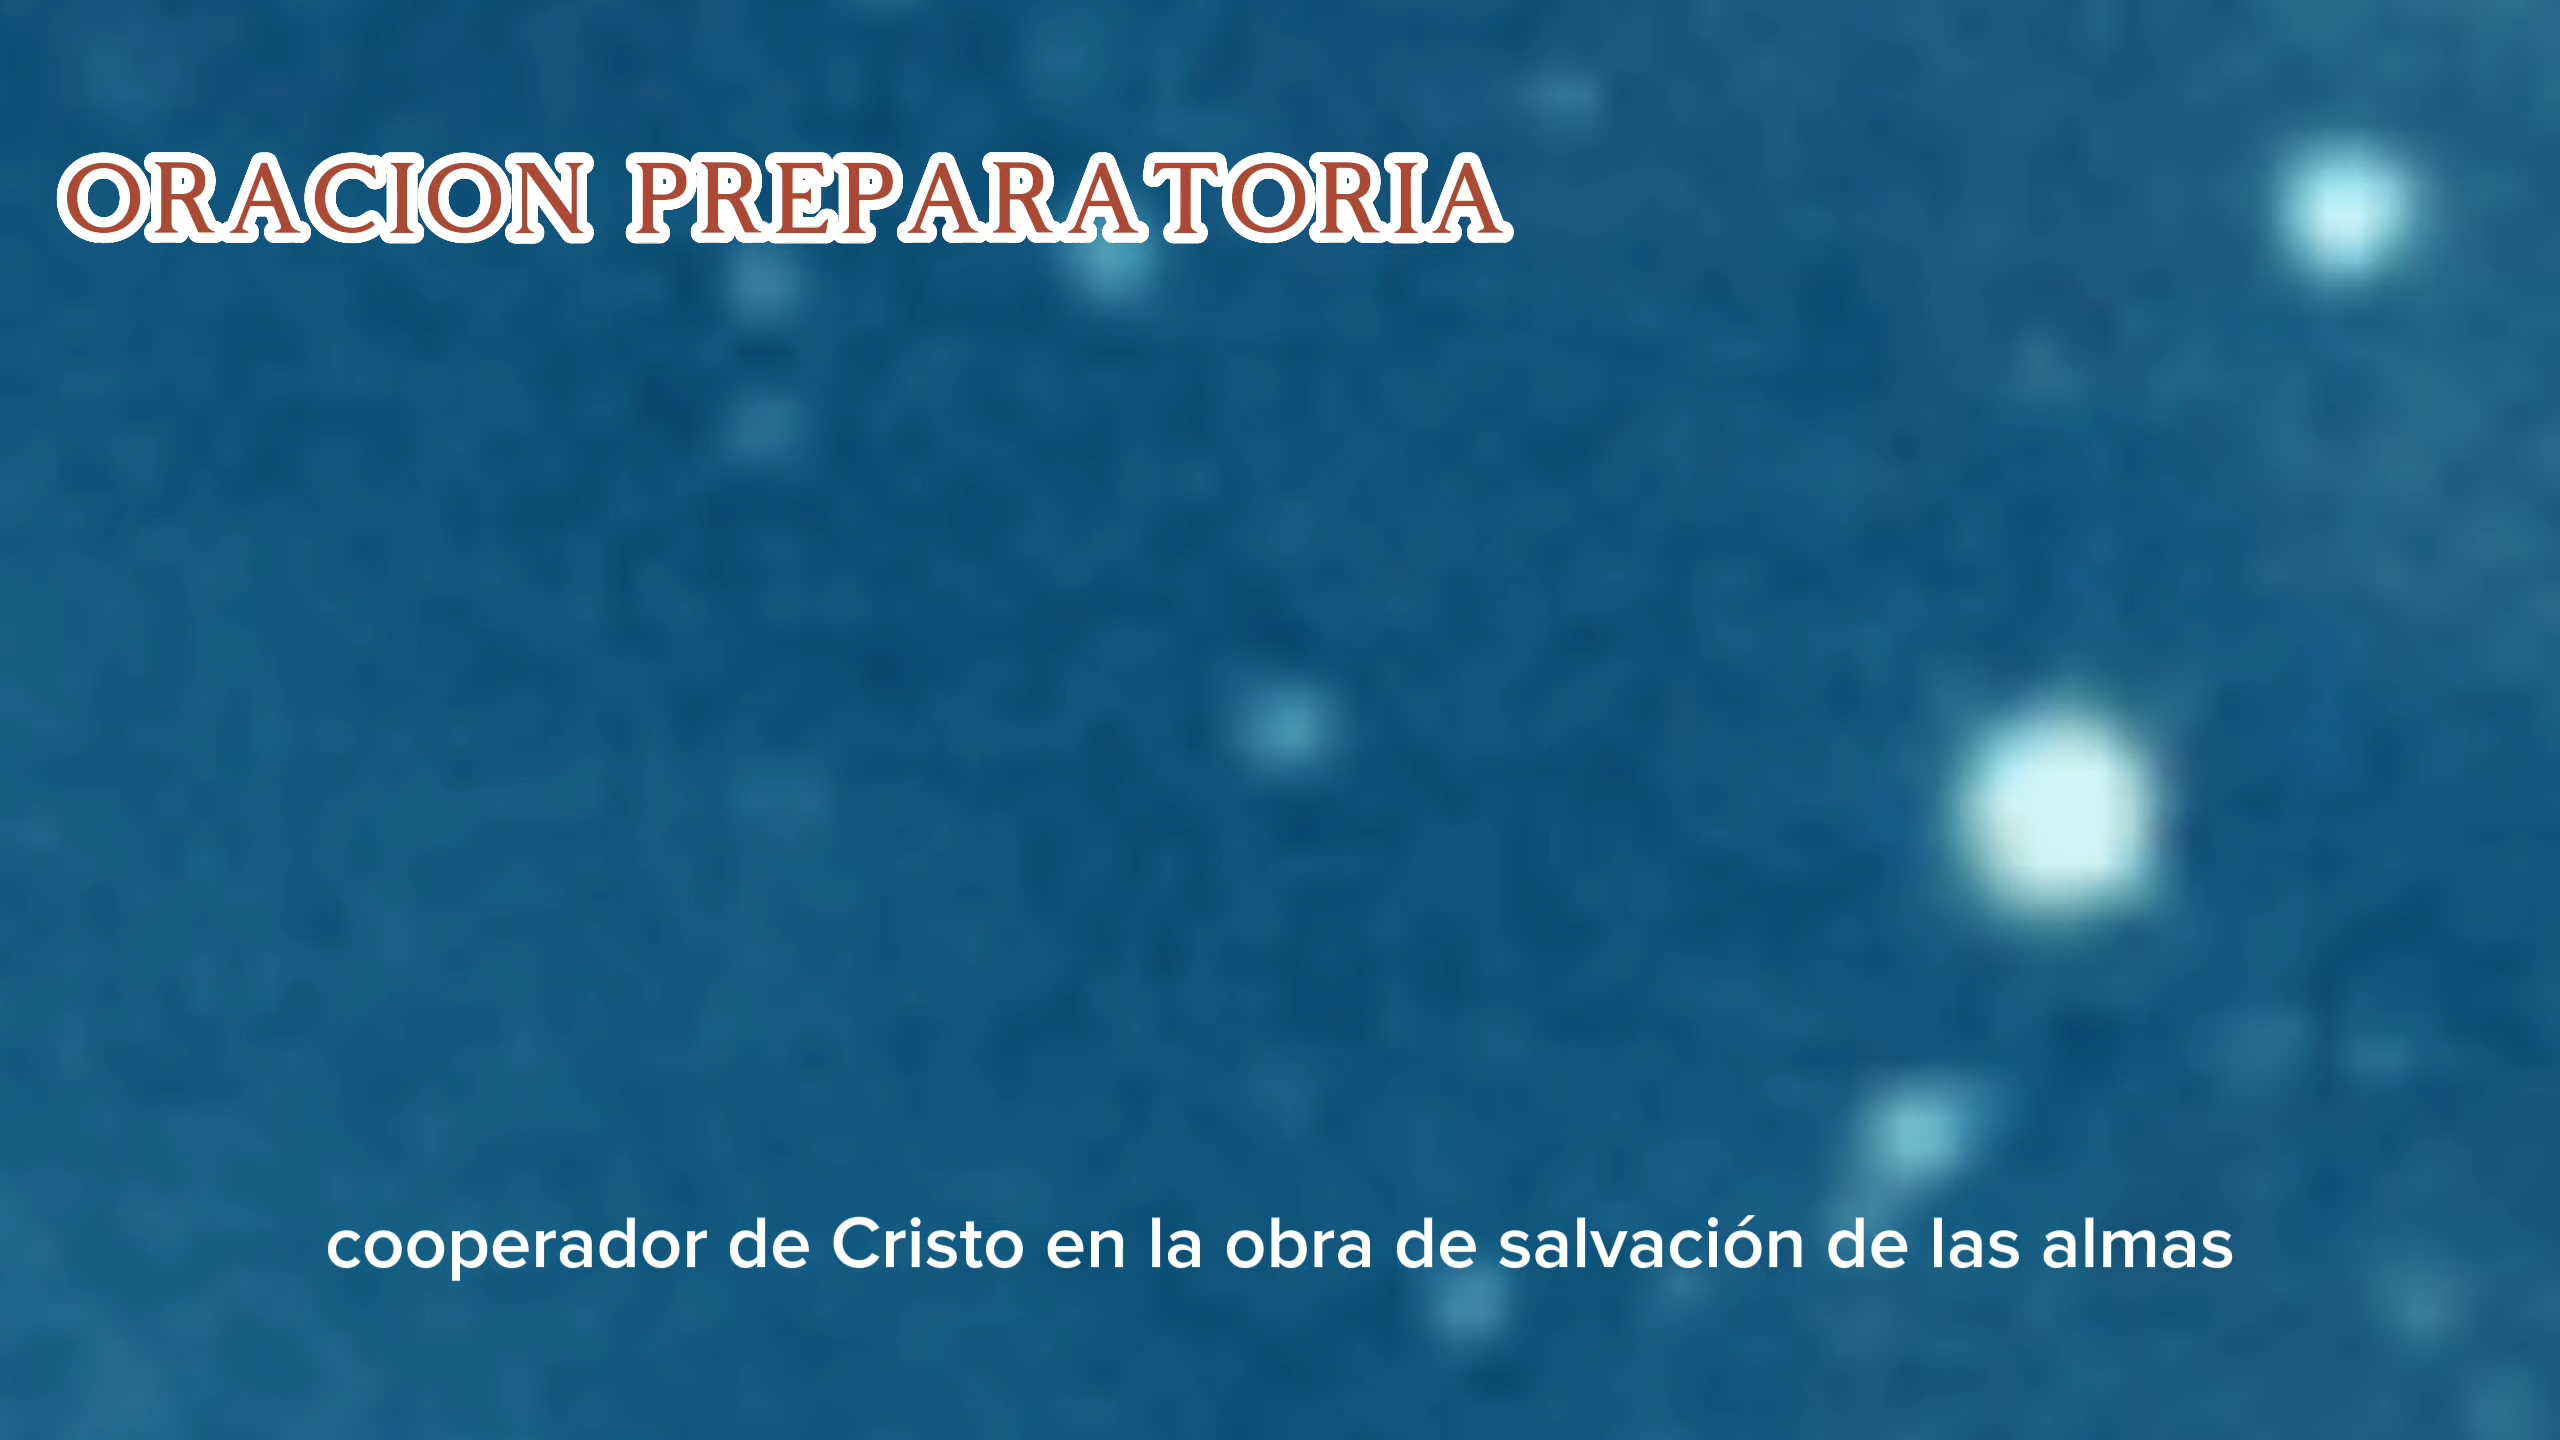 ORACION PREPARATORIA
cooperador de Cristo en la obra de salvación de las almas